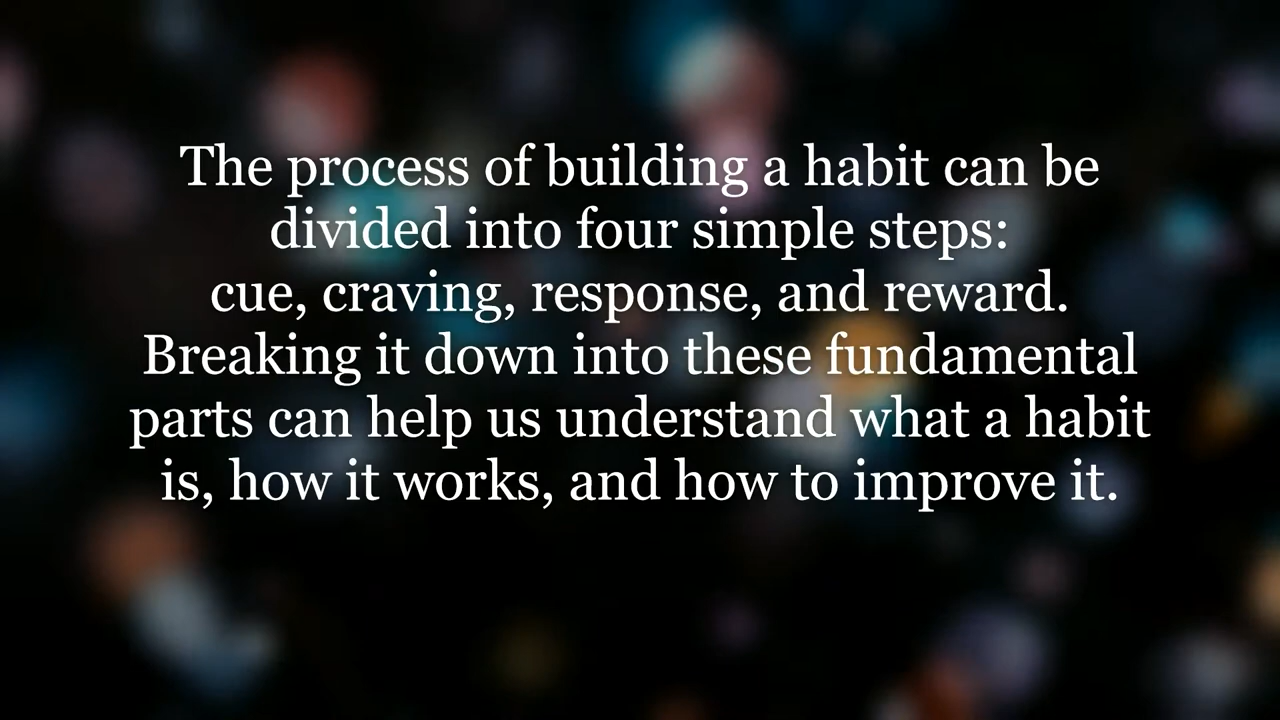 The process of building a habit can be
divided into four simple steps:
cue, craving, response, and reward.
Breaking it down into these fundamental
parts can help us understand what a habit
is, how it works, and how to improve it.